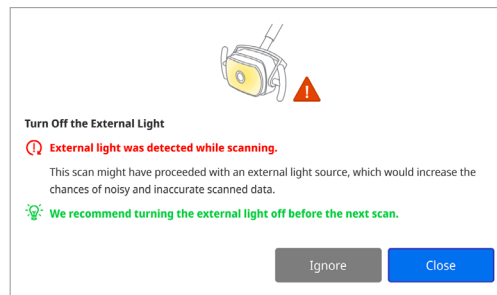 Turn Off the External Light
External light was detected while scanning.
This scan might have proceeded with an external light source, which would increase the
chances of noisy and inaccurate scanned data.
We recommend turning the external light off before the next scan.
Ignore
Close